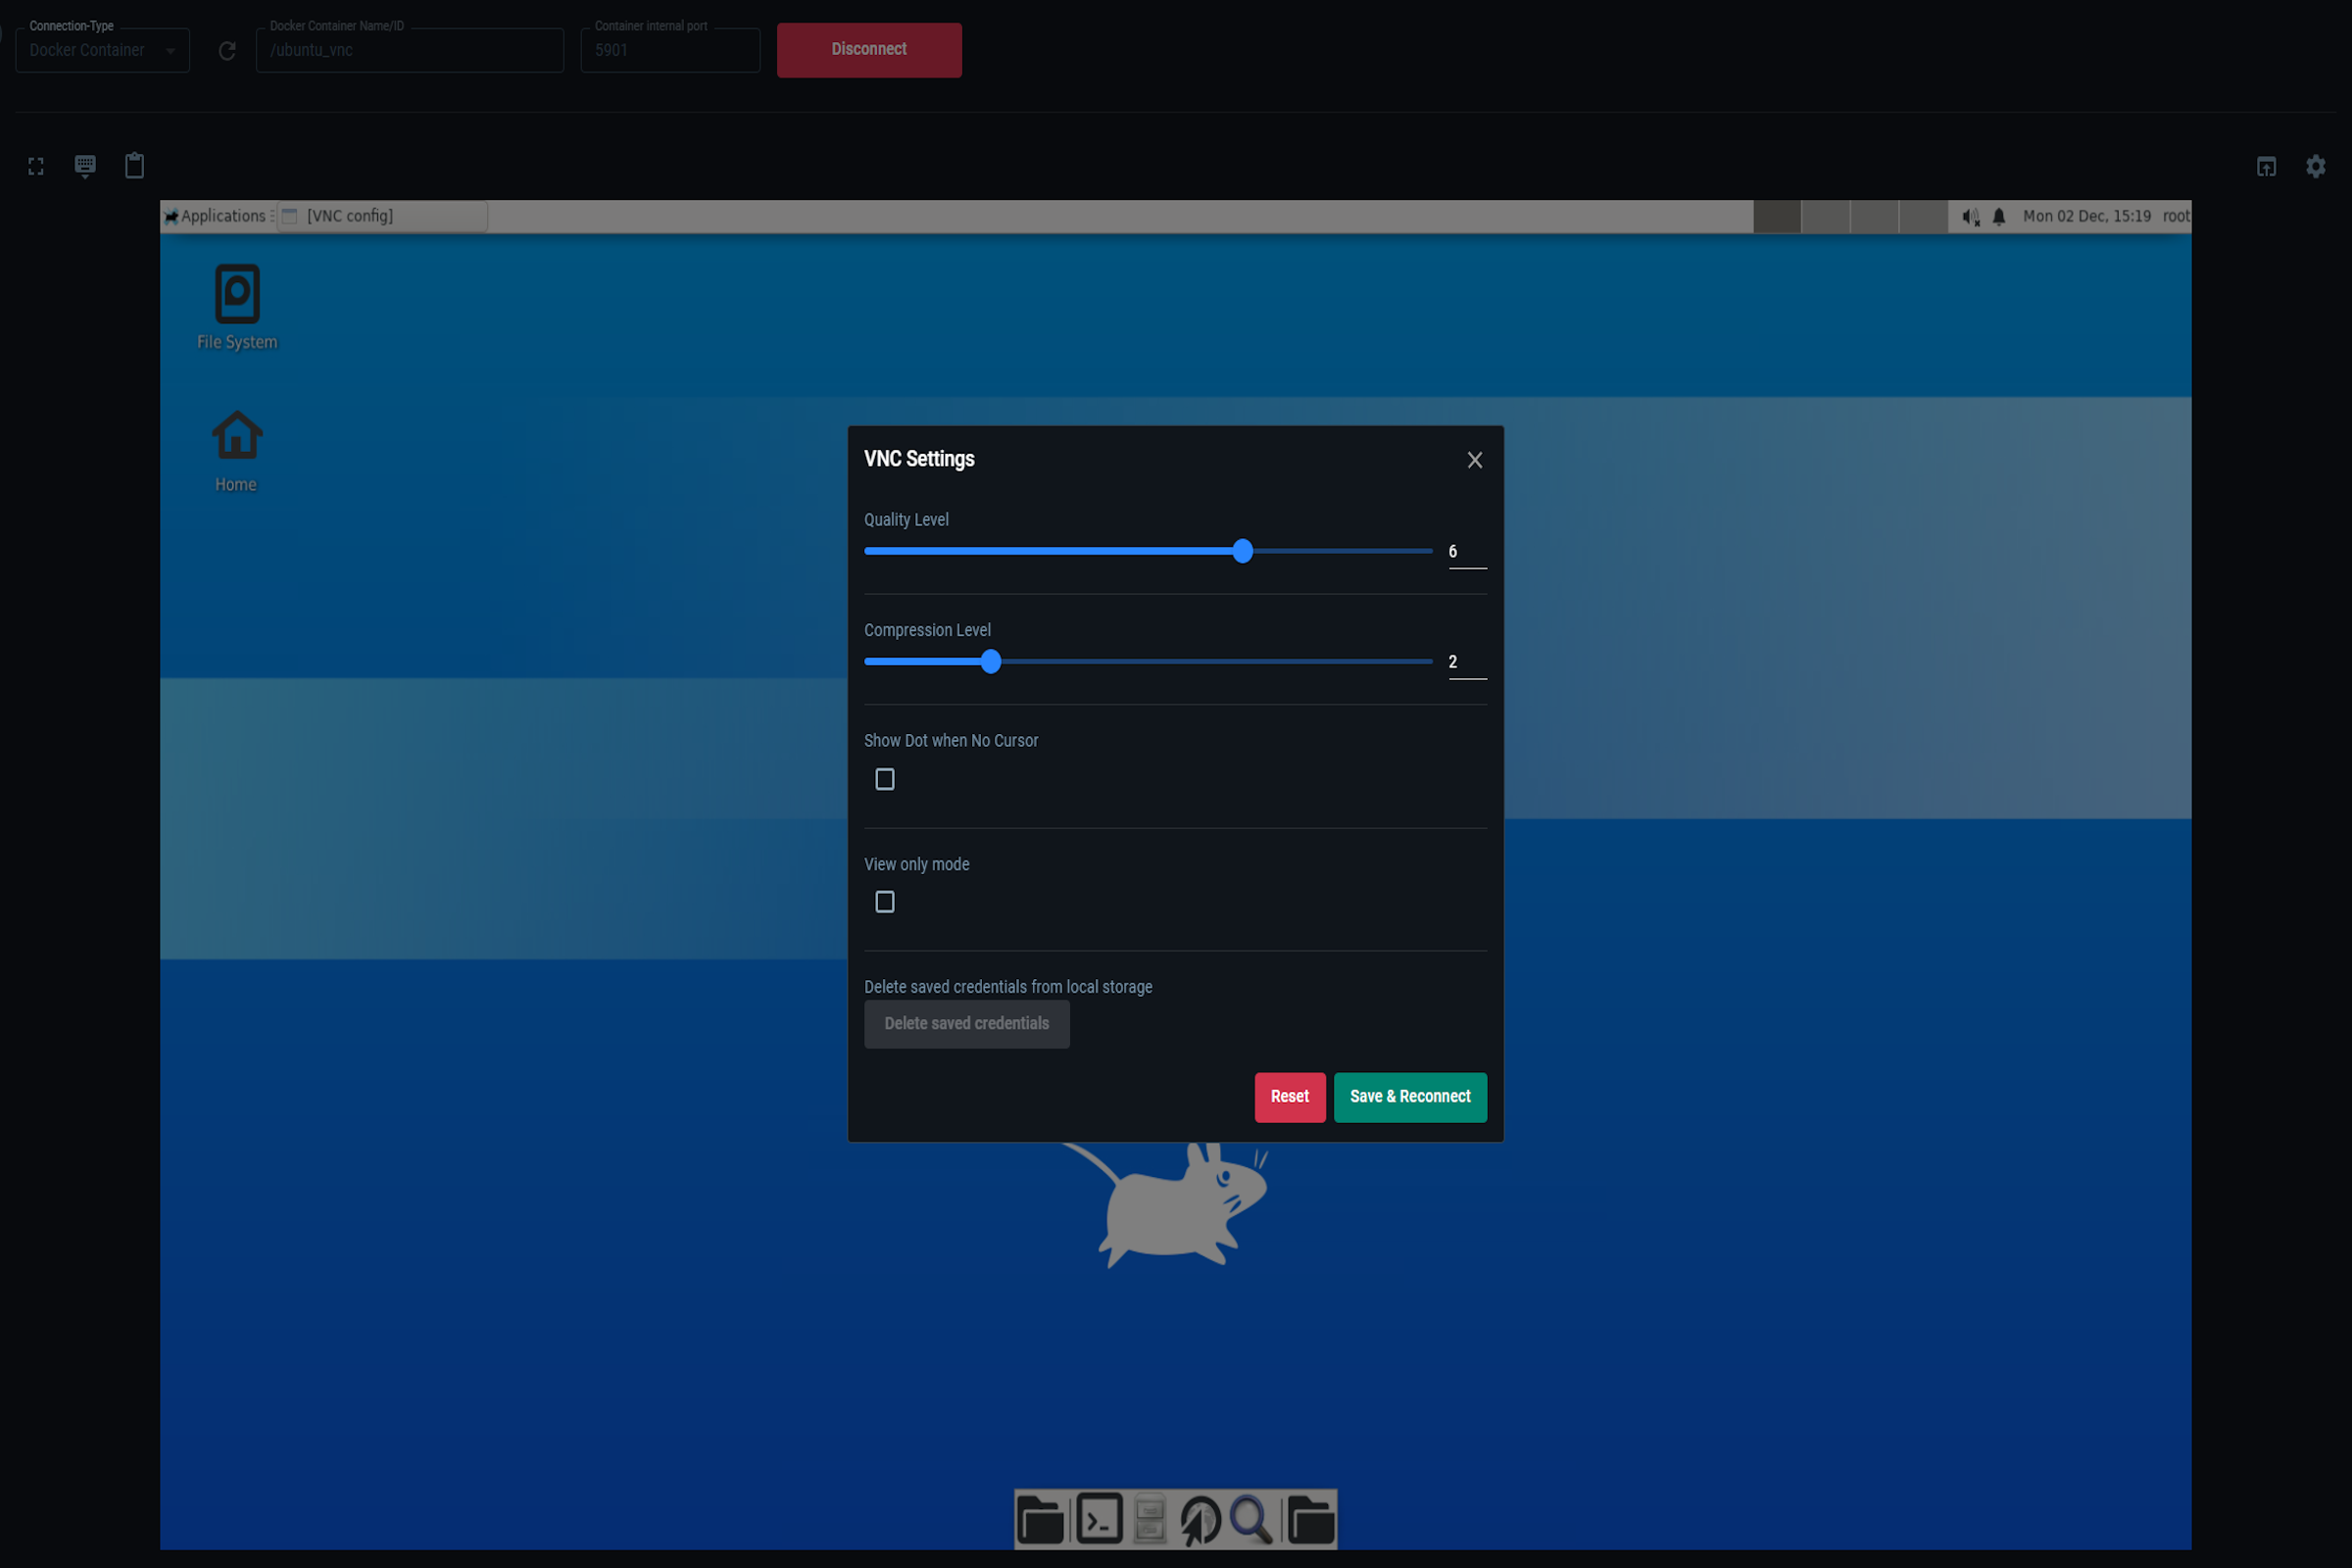 Connection-Type
Docker Container Name/ID
Container internal port
Docker Container
/ubuntu_vnc
5901
Disconnect
Applications
[VNC config]
Mon 02 Dec, 15:19
root
File System
Home
VNC Settings
Quality Level
6
Compression Level
2
Show Dot when No Cursor
View only mode
Delete saved credentials from local storage
Delete saved credentials
Reset
Save & Reconnect